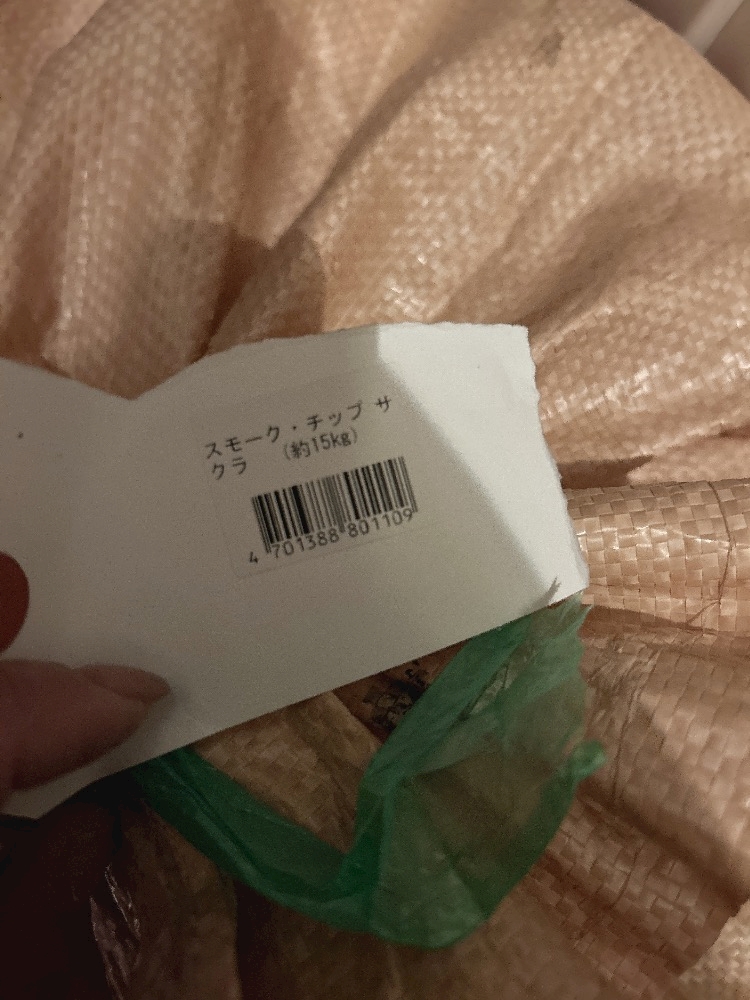 スモーク・チップ サ
クラ （約15kg）
4 701388 801109